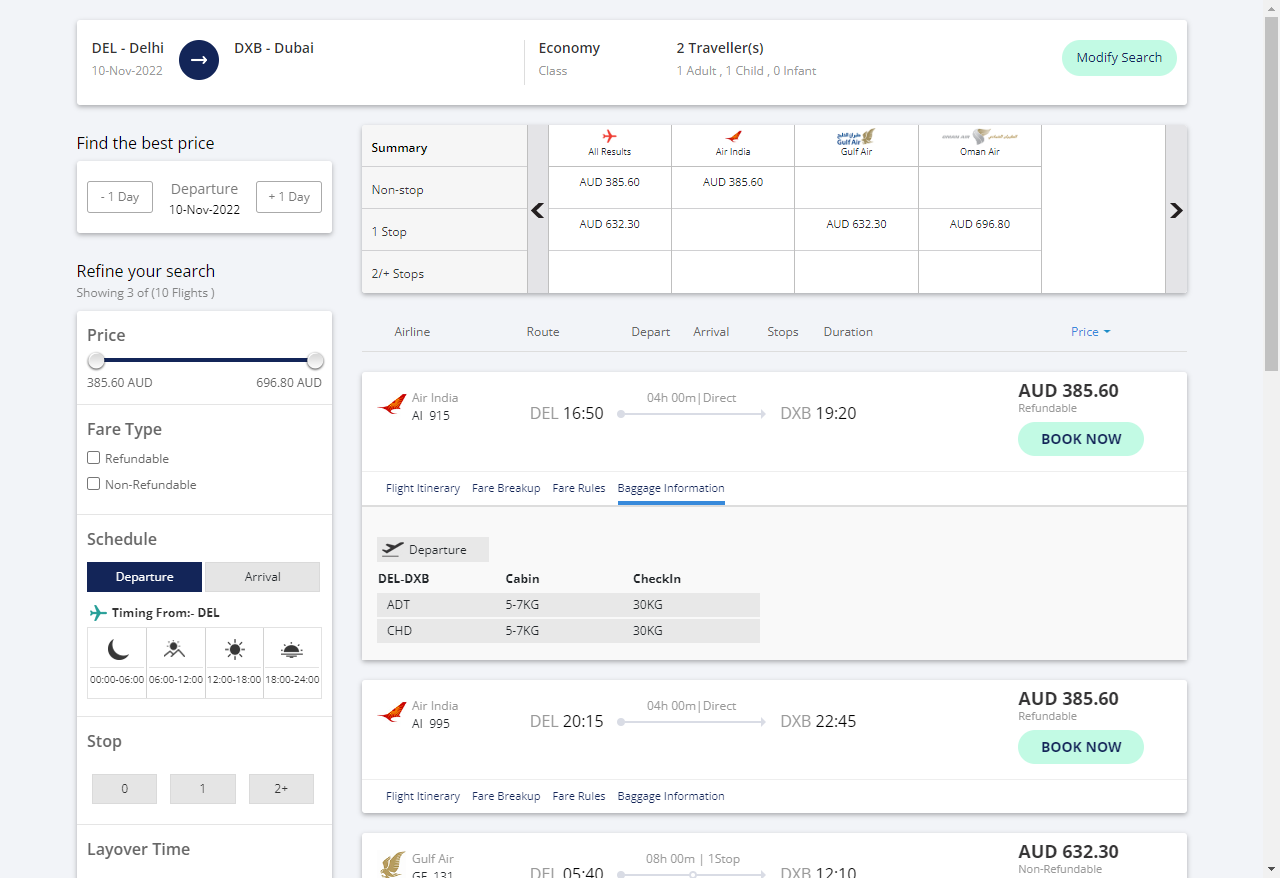 DEL - Delhi
10-Nov-2022
DXB - Dubai
Economy
Class
2 Traveller(s)
1 Adult , 1 Child , 0 Infant
Modify Search
Find the best price
- 1 Day
Departure
10-Nov-2022
+ 1 Day
Refine your search
Showing 3 of (10 Flights )
Price
385.60 AUD
696.80 AUD
Fare Type
Refundable
Non-Refundable
Schedule
Departure
Arrival
Timing From:- DEL
00:00-06:00
06:00-12:00
12:00-18:00
18:00-24:00
Stop
0
1
2+
Layover Time
Summary
All Results
Air India
Gulf Air
Gulf Air
Oman Air
Non-stop
AUD 385.60
AUD 385.60
1 Stop
AUD 632.30
AUD 632.30
AUD 696.80
2/+ Stops
Airline
Route
Depart
Arrival
Stops
Duration
Price
Air India
AI 915
DEL 16:50
04h 00m|Direct
DXB 19:20
AUD 385.60
Refundable
BOOK NOW
Flight Itinerary
Fare Breakup
Fare Rules
Baggage Information
Departure
DEL-DXB
Cabin
CheckIn
ADT
5-7KG
30KG
CHD
5-7KG
30KG
Air India
AI 995
DEL 20:15
04h 00m|Direct
DXB 22:45
AUD 385.60
Refundable
BOOK NOW
Flight Itinerary
Fare Breakup
Fare Rules
Baggage Information
Gulf Air
GF 131
DEL 05:40
08h 00m | 1Stop
DXB 12:10
AUD 632.30
Non-Refundable